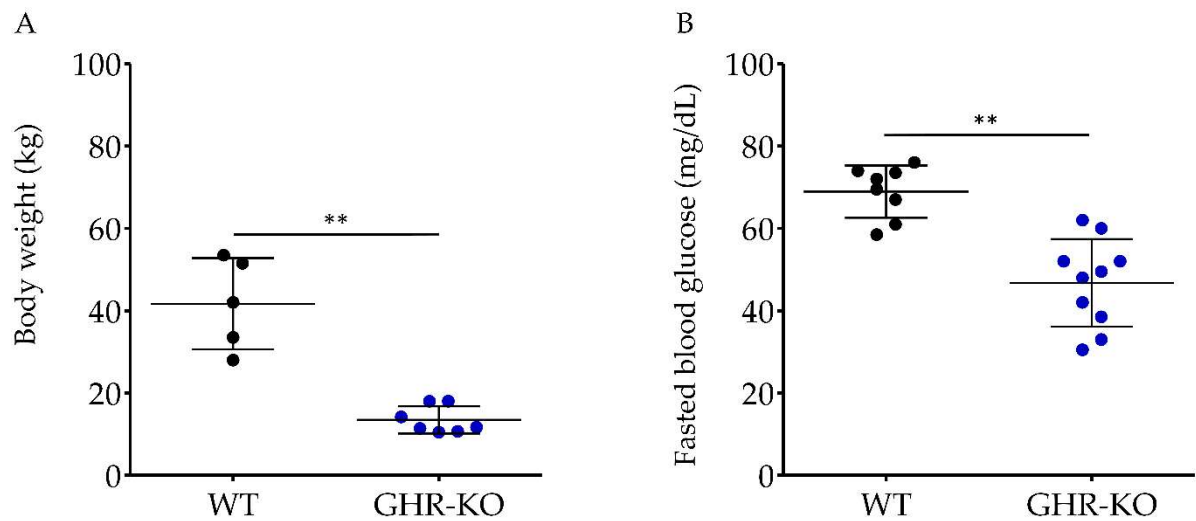 A
Body weight (kg)
100
80
60
40
20
0
**
WT
GHR-KO
B
Fasted blood glucose (mg/dL)
100
80
60
40
20
0
**
WT
GHR-KO